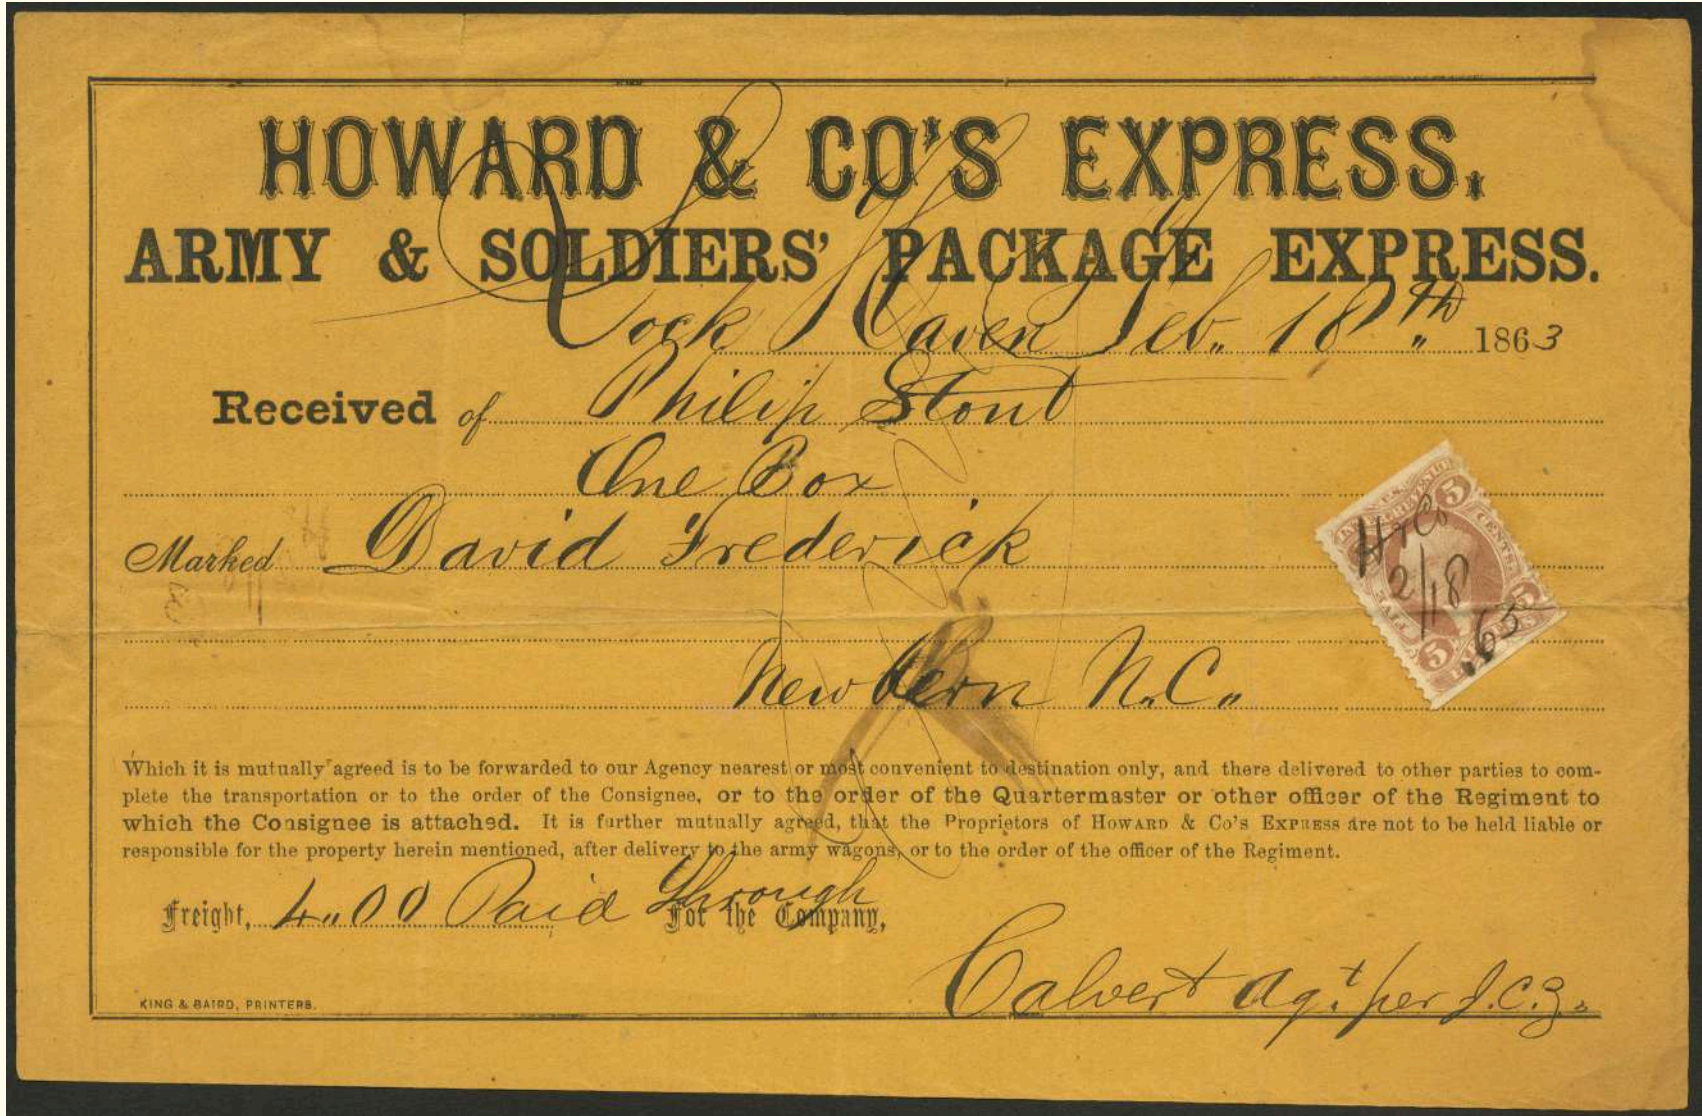 HOWARD & CO'S EXPRESS.
ARMY & SOLDIERS' PACKAGE EXPRESS.
Lock Haven Feb. 18th 1863
Received of Philip Stout
One Box
Marked David Frederick
New Bern N.C.
Which it is mutually agreed is to be forwarded to our Agency nearest or most convenient to destination only, and there delivered to other parties to com-
plete the transportation or to the order of the Consignee, or to the order of the Quartermaster or other officer of the Regiment to
which the Consignee is attached. It is further mutually agreed, that the Proprietors of HOWARD & CO'S EXPRESS are not to be held liable or
responsible for the property herein mentioned, after delivery to the army wagons, or to the order of the officer of the Regiment.
Freight, 4.00 Paid Through For the Company,
Calvert Agt. per J.C.Z.
KING & BAIRD, PRINTERS.
5
CENTS
H & Co
2/18
63
FIVE
5
5